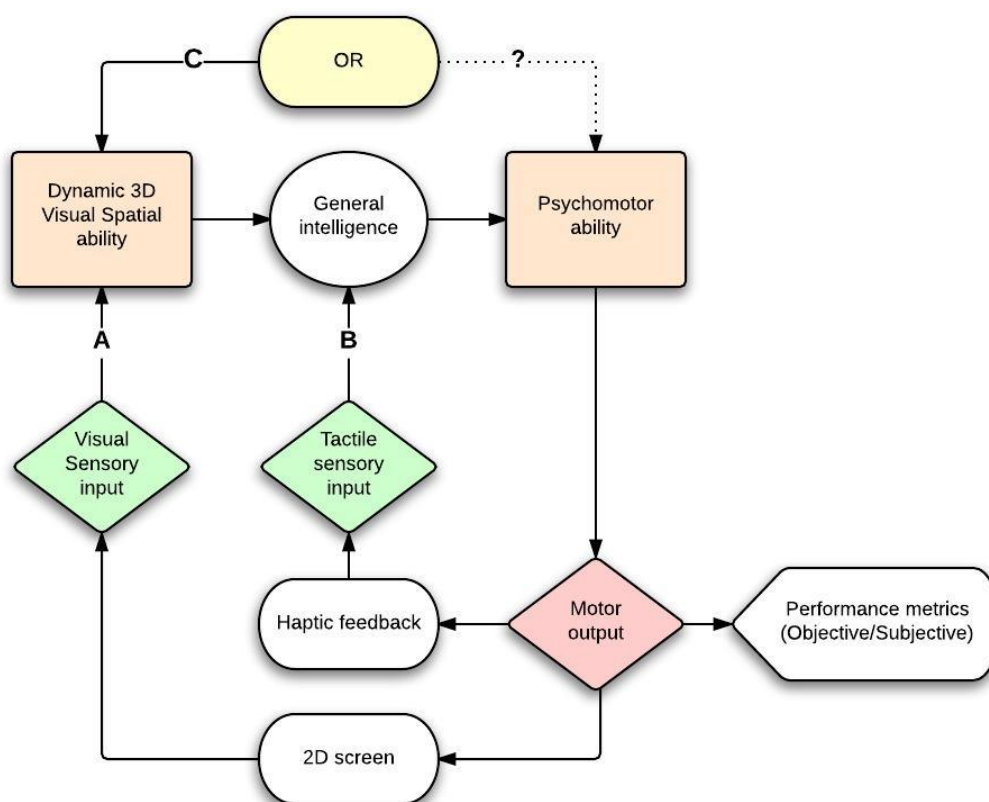 C
OR
?
Dynamic 3D
Visual Spatial
ability
General
intelligence
Psychomotor
ability
A
B
Visual
Sensory
input
Tactile
sensory
input
Haptic feedback
Motor
output
Performance metrics
(Objective/Subjective)
2D screen